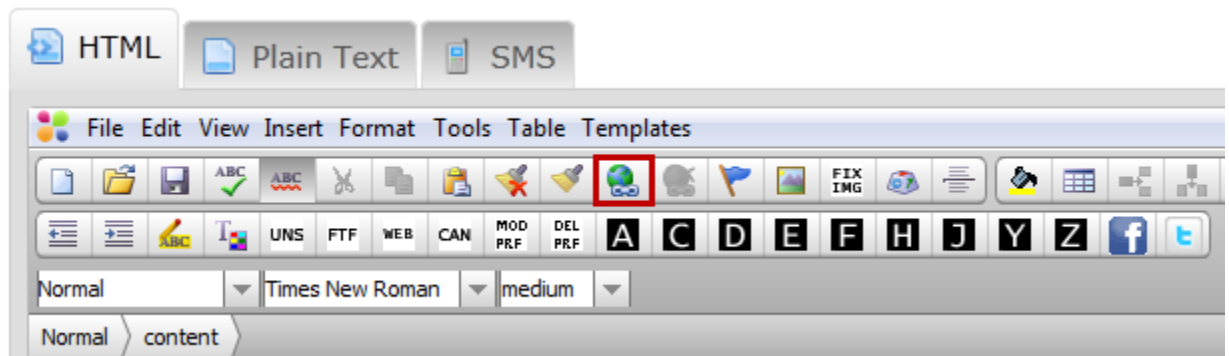 HTML Plain Text SMS
File Edit View Insert Format Tools Table Templates
ABC ABC FIX IMG
ABC T UNS FTF WEB CAN MOD PRF DEL PRF A C D E F H J Y Z f t
Normal Times New Roman medium
Normal content